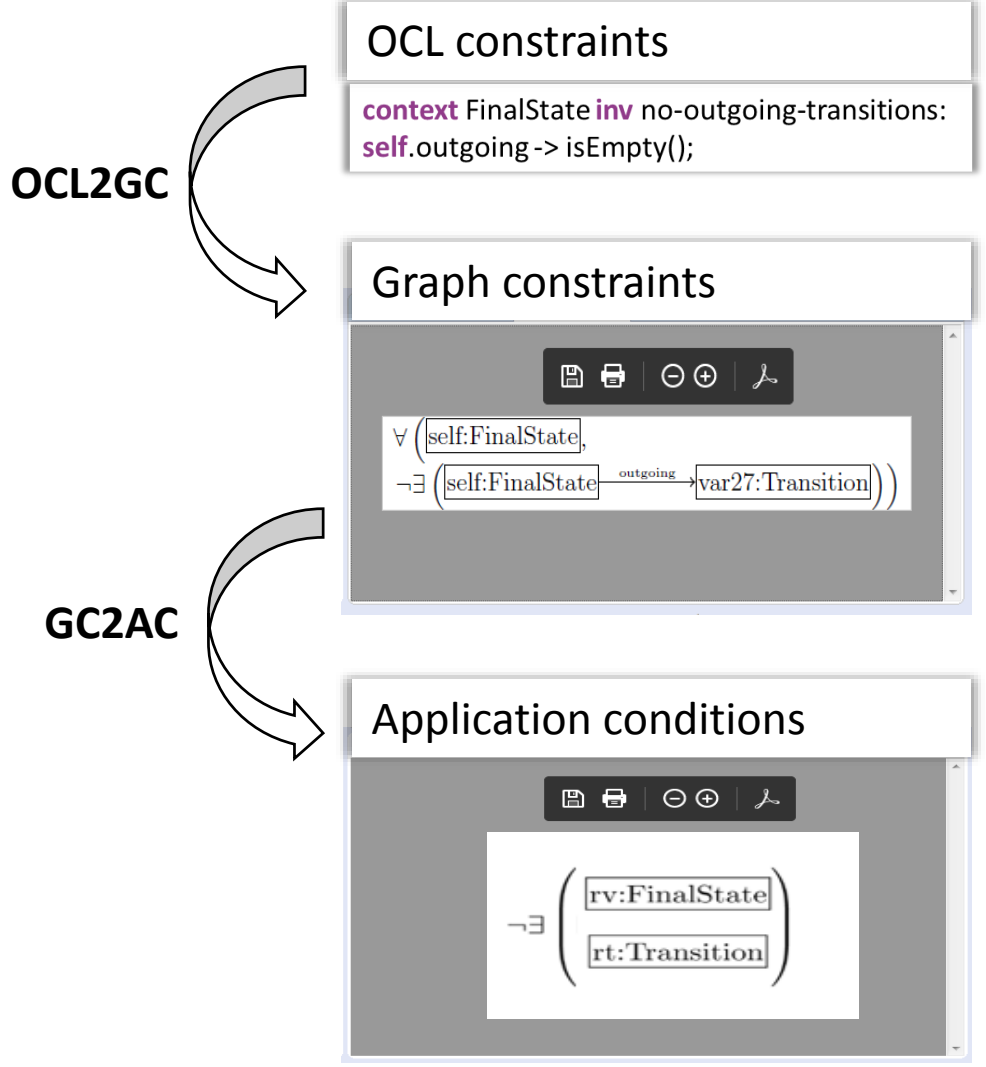 OCL constraints
context FinalState inv no-outgoing-transitions:
self.outgoing -> isEmpty();
OCL2GC
Graph constraints
∀ ( self:FinalState,
¬∃ ( self:FinalState outgoing→ var27:Transition ) )
GC2AC
Application conditions
¬∃ ( rv:FinalState
rt:Transition )